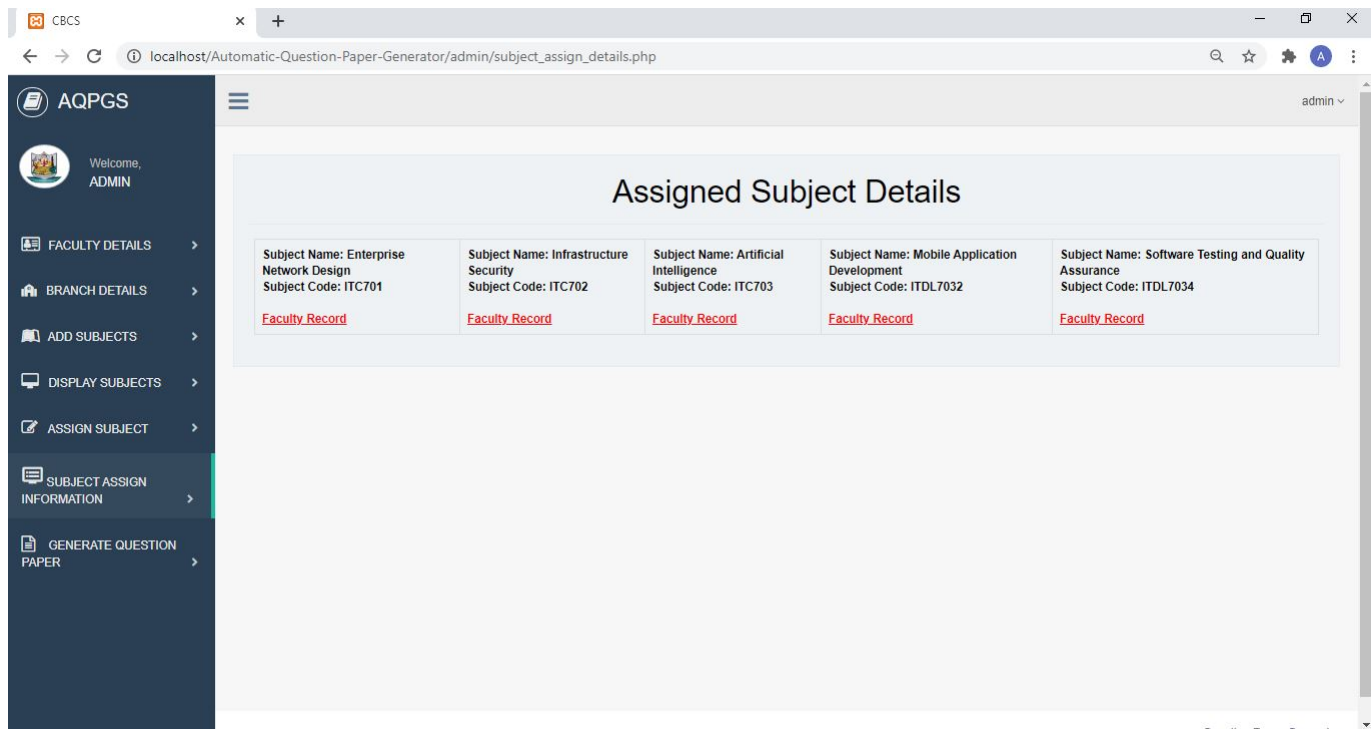 CBCS
localhost/Automatic-Question-Paper-Generator/admin/subject_assign_details.php
A
AQPGS
admin
Welcome,
ADMIN
FACULTY DETAILS
BRANCH DETAILS
ADD SUBJECTS
DISPLAY SUBJECTS
ASSIGN SUBJECT
SUBJECT ASSIGN
INFORMATION
GENERATE QUESTION
PAPER
Assigned Subject Details
Subject Name: Enterprise
Network Design
Subject Code: ITC701
Faculty Record
Subject Name: Infrastructure
Security
Subject Code: ITC702
Faculty Record
Subject Name: Artificial
Intelligence
Subject Code: ITC703
Faculty Record
Subject Name: Mobile Application
Development
Subject Code: ITDL7032
Faculty Record
Subject Name: Software Testing and Quality
Assurance
Subject Code: ITDL7034
Faculty Record